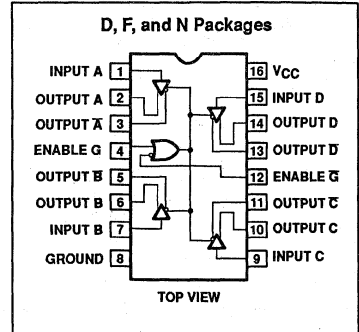 D, F, and N Packages
INPUT A 1
OUTPUT A 2
OUTPUT A̅ 3
ENABLE G 4
OUTPUT B̅ 5
OUTPUT B 6
INPUT B 7
GROUND 8
16 VCC
15 INPUT D
14 OUTPUT D
13 OUTPUT D̅
12 ENABLE G̅
11 OUTPUT C̅
10 OUTPUT C
9 INPUT C
TOP VIEW